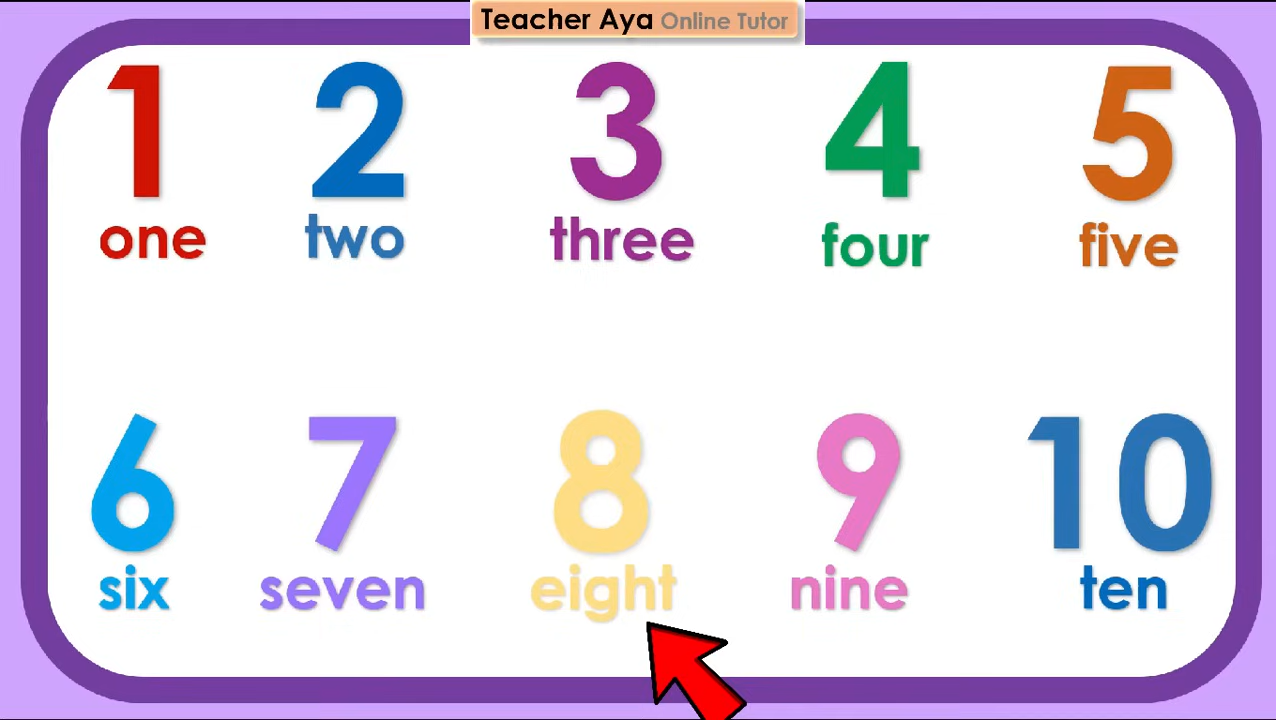 Teacher Aya Online Tutor
1 2 3 4 5
one two three four five
6 7 8 9 10
six seven eight nine ten